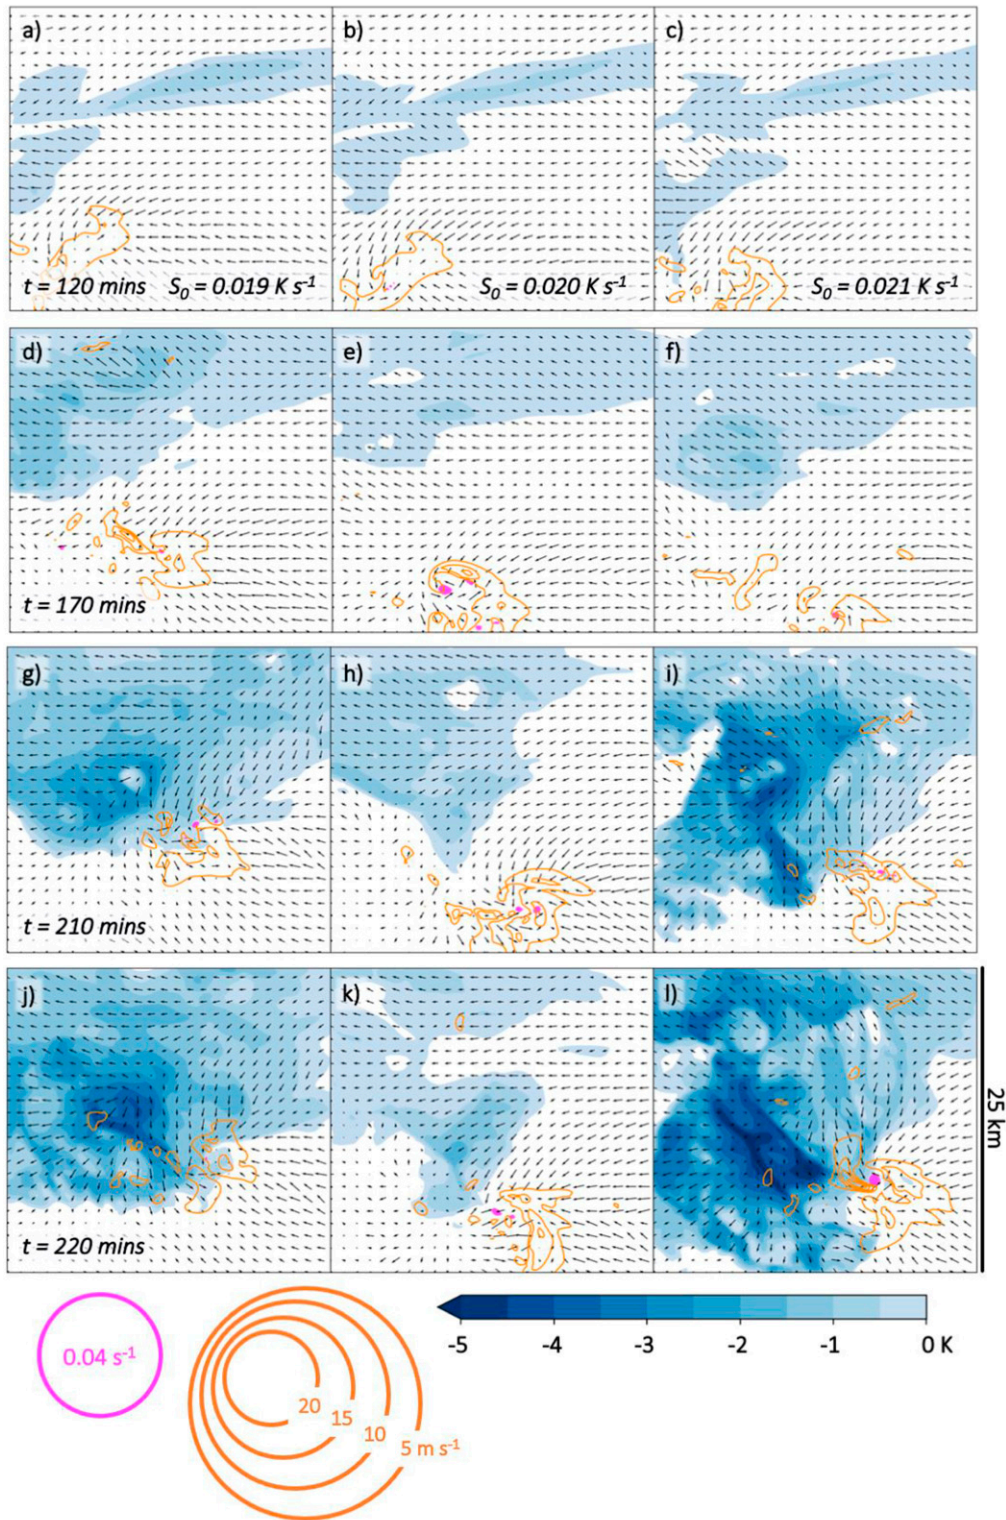 a)
b)
c)
t = 120 mins
S₀ = 0.019 K s⁻¹
S₀ = 0.020 K s⁻¹
S₀ = 0.021 K s⁻¹
d)
e)
f)
t = 170 mins
g)
h)
i)
t = 210 mins
j)
k)
l)
t = 220 mins
25 km
0.04 s⁻¹
20
15
10
5 m s⁻¹
-5 -4 -3 -2 -1 0 K